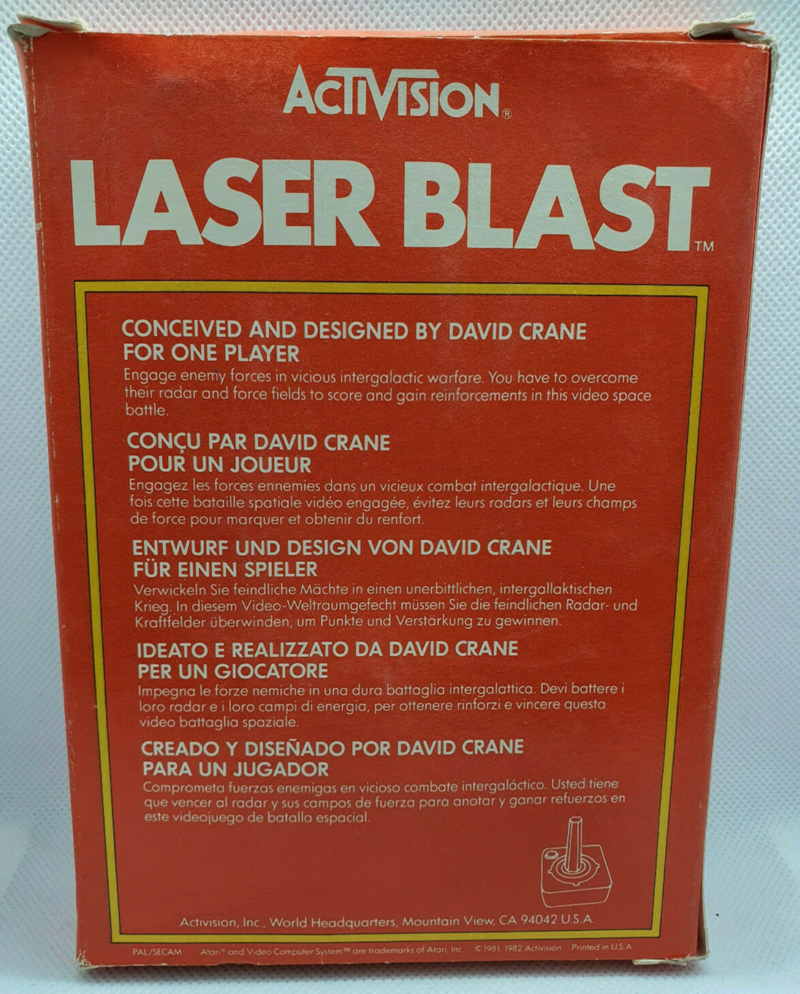 ACTIVISION®
LASER BLAST™
CONCEIVED AND DESIGNED BY DAVID CRANE
FOR ONE PLAYER
Engage enemy forces in vicious intergalactic warfare. You have to overcome
their radar and force fields to score and gain reinforcements in this video space
battle.
CONÇU PAR DAVID CRANE
POUR UN JOUEUR
Engagez les forces ennemies dans un vicieux combat intergalactique. Une
fois cette bataille spatiale vidéo engagée, évitez leurs radars et leurs champs
de force pour marquer et obtenir du renfort.
ENTWURF UND DESIGN VON DAVID CRANE
FÜR EINEN SPIELER
Verwickeln Sie feindliche Mächte in einen unerbittlichen, intergallaktischen
Krieg. In diesem Video-Weltraumgefecht müssen Sie die feindlichen Radar- und
Kraftfelder überwinden, um Punkte und Verstärkung zu gewinnen.
IDEATO E REALIZZATO DA DAVID CRANE
PER UN GIOCATORE
Impegna le forze nemiche in una dura battaglia intergalattica. Devi battere i
loro radar e i loro campi di energia, per ottenere rinforzi e vincere questa
video battaglia spaziale.
CREADO Y DISEÑADO POR DAVID CRANE
PARA UN JUGADOR
Comprometa fuerzas enemigas en vicioso combate intergaláctico. Usted tiene
que vencer al radar y sus campos de fuerza para anotar y ganar refuerzos en
este videojuego de batalla espacial.
Activision, Inc., World Headquarters, Mountain View, CA 94042 U.S.A.
PAL/SECAM Atari® and Video Computer System™ are trademarks of Atari, Inc. © 1981, 1982 Activision Printed in U.S.A.